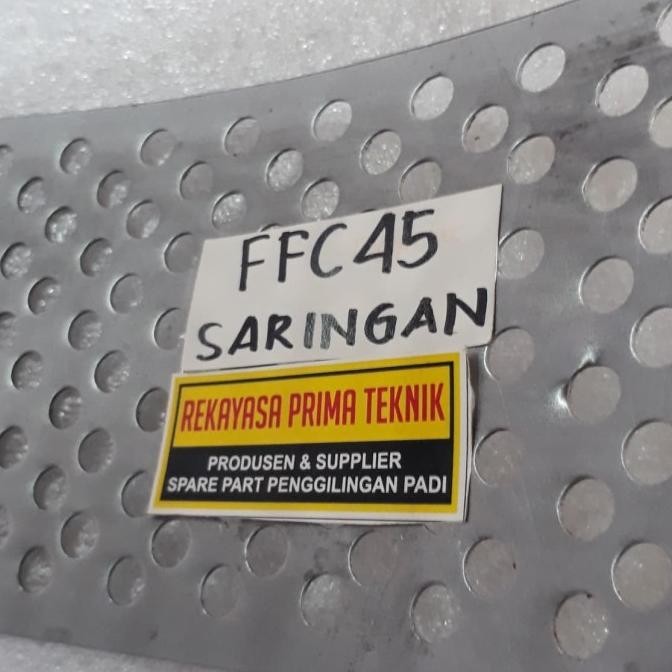 FFC45
SARINGAN
REKAYASA PRIMA TEKNIK
PRODUSEN & SUPPLIER
SPARE PART PENGGILINGAN PADI